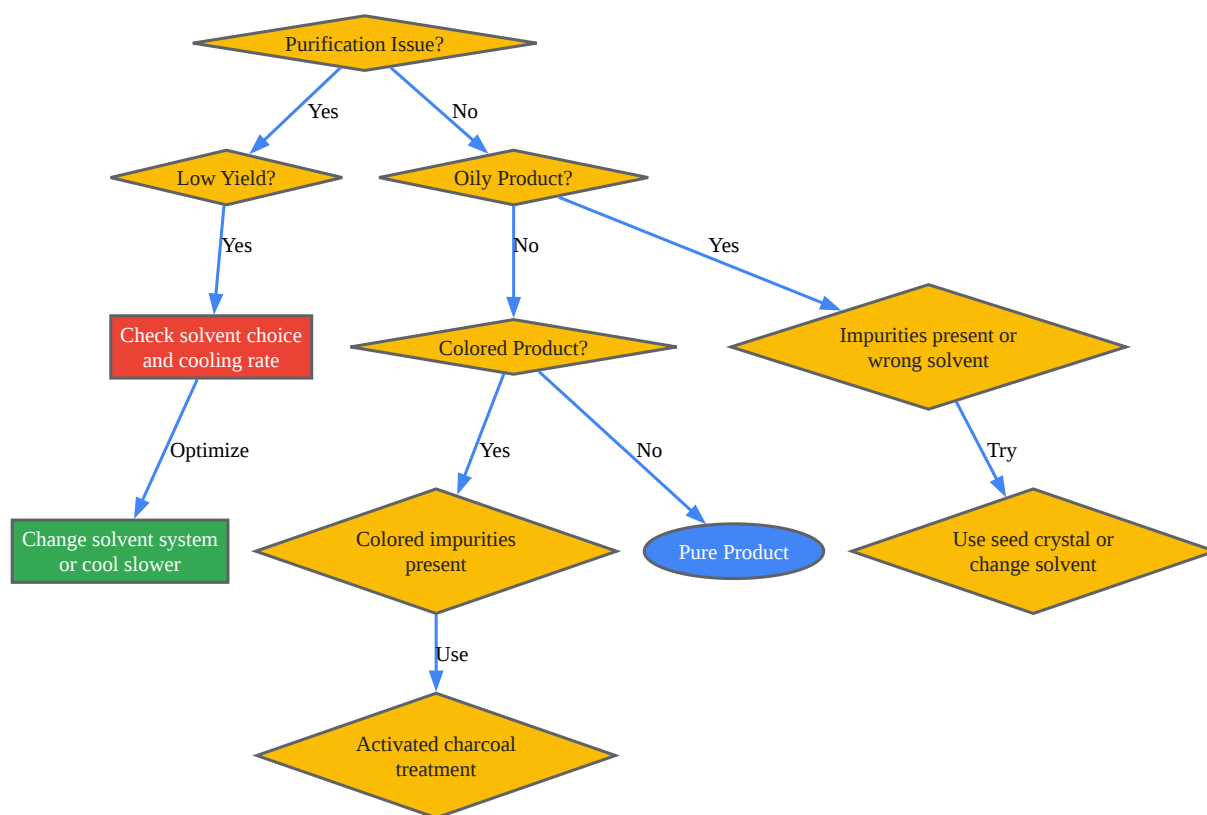 Purification Issue?
Yes
No
Low Yield?
Oily Product?
Yes
No
Yes
Check solvent choice
and cooling rate
Colored Product?
Impurities present or
wrong solvent
Optimize
Yes
No
Try
Change solvent system
or cool slower
Colored impurities
present
Pure Product
Use seed crystal or
change solvent
Use
Activated charcoal
treatment